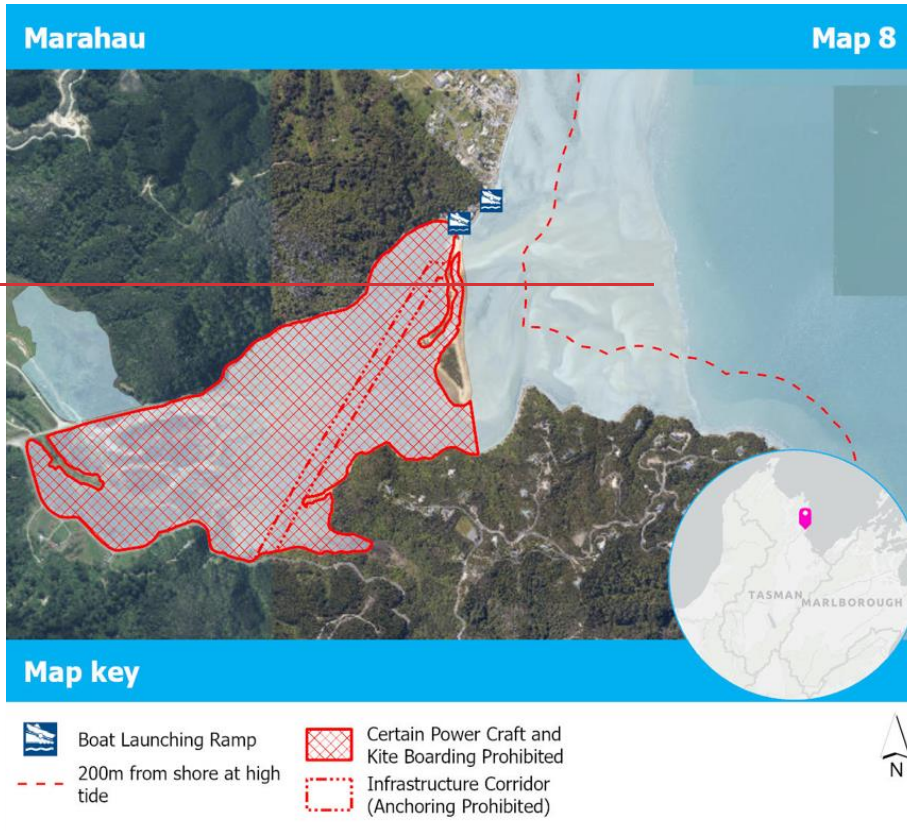 Marahau
Map 8
TASMAN
MARLBOROUGH
Map key
Boat Launching Ramp
200m from shore at high
tide
Certain Power Craft and
Kite Boarding Prohibited
Infrastructure Corridor
(Anchoring Prohibited)
N